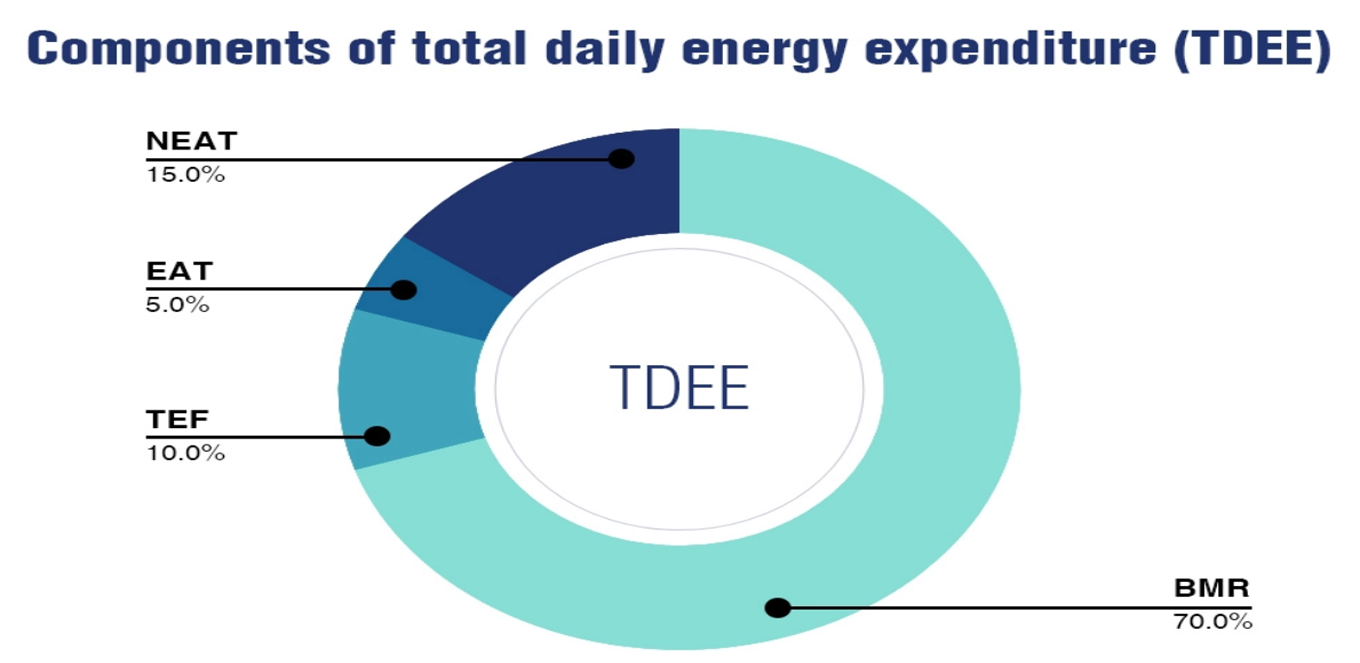 Components of total daily energy expenditure (TDEE)
NEAT
15.0%
EAT
5.0%
TDEE
TEF
10.0%
BMR
70.0%